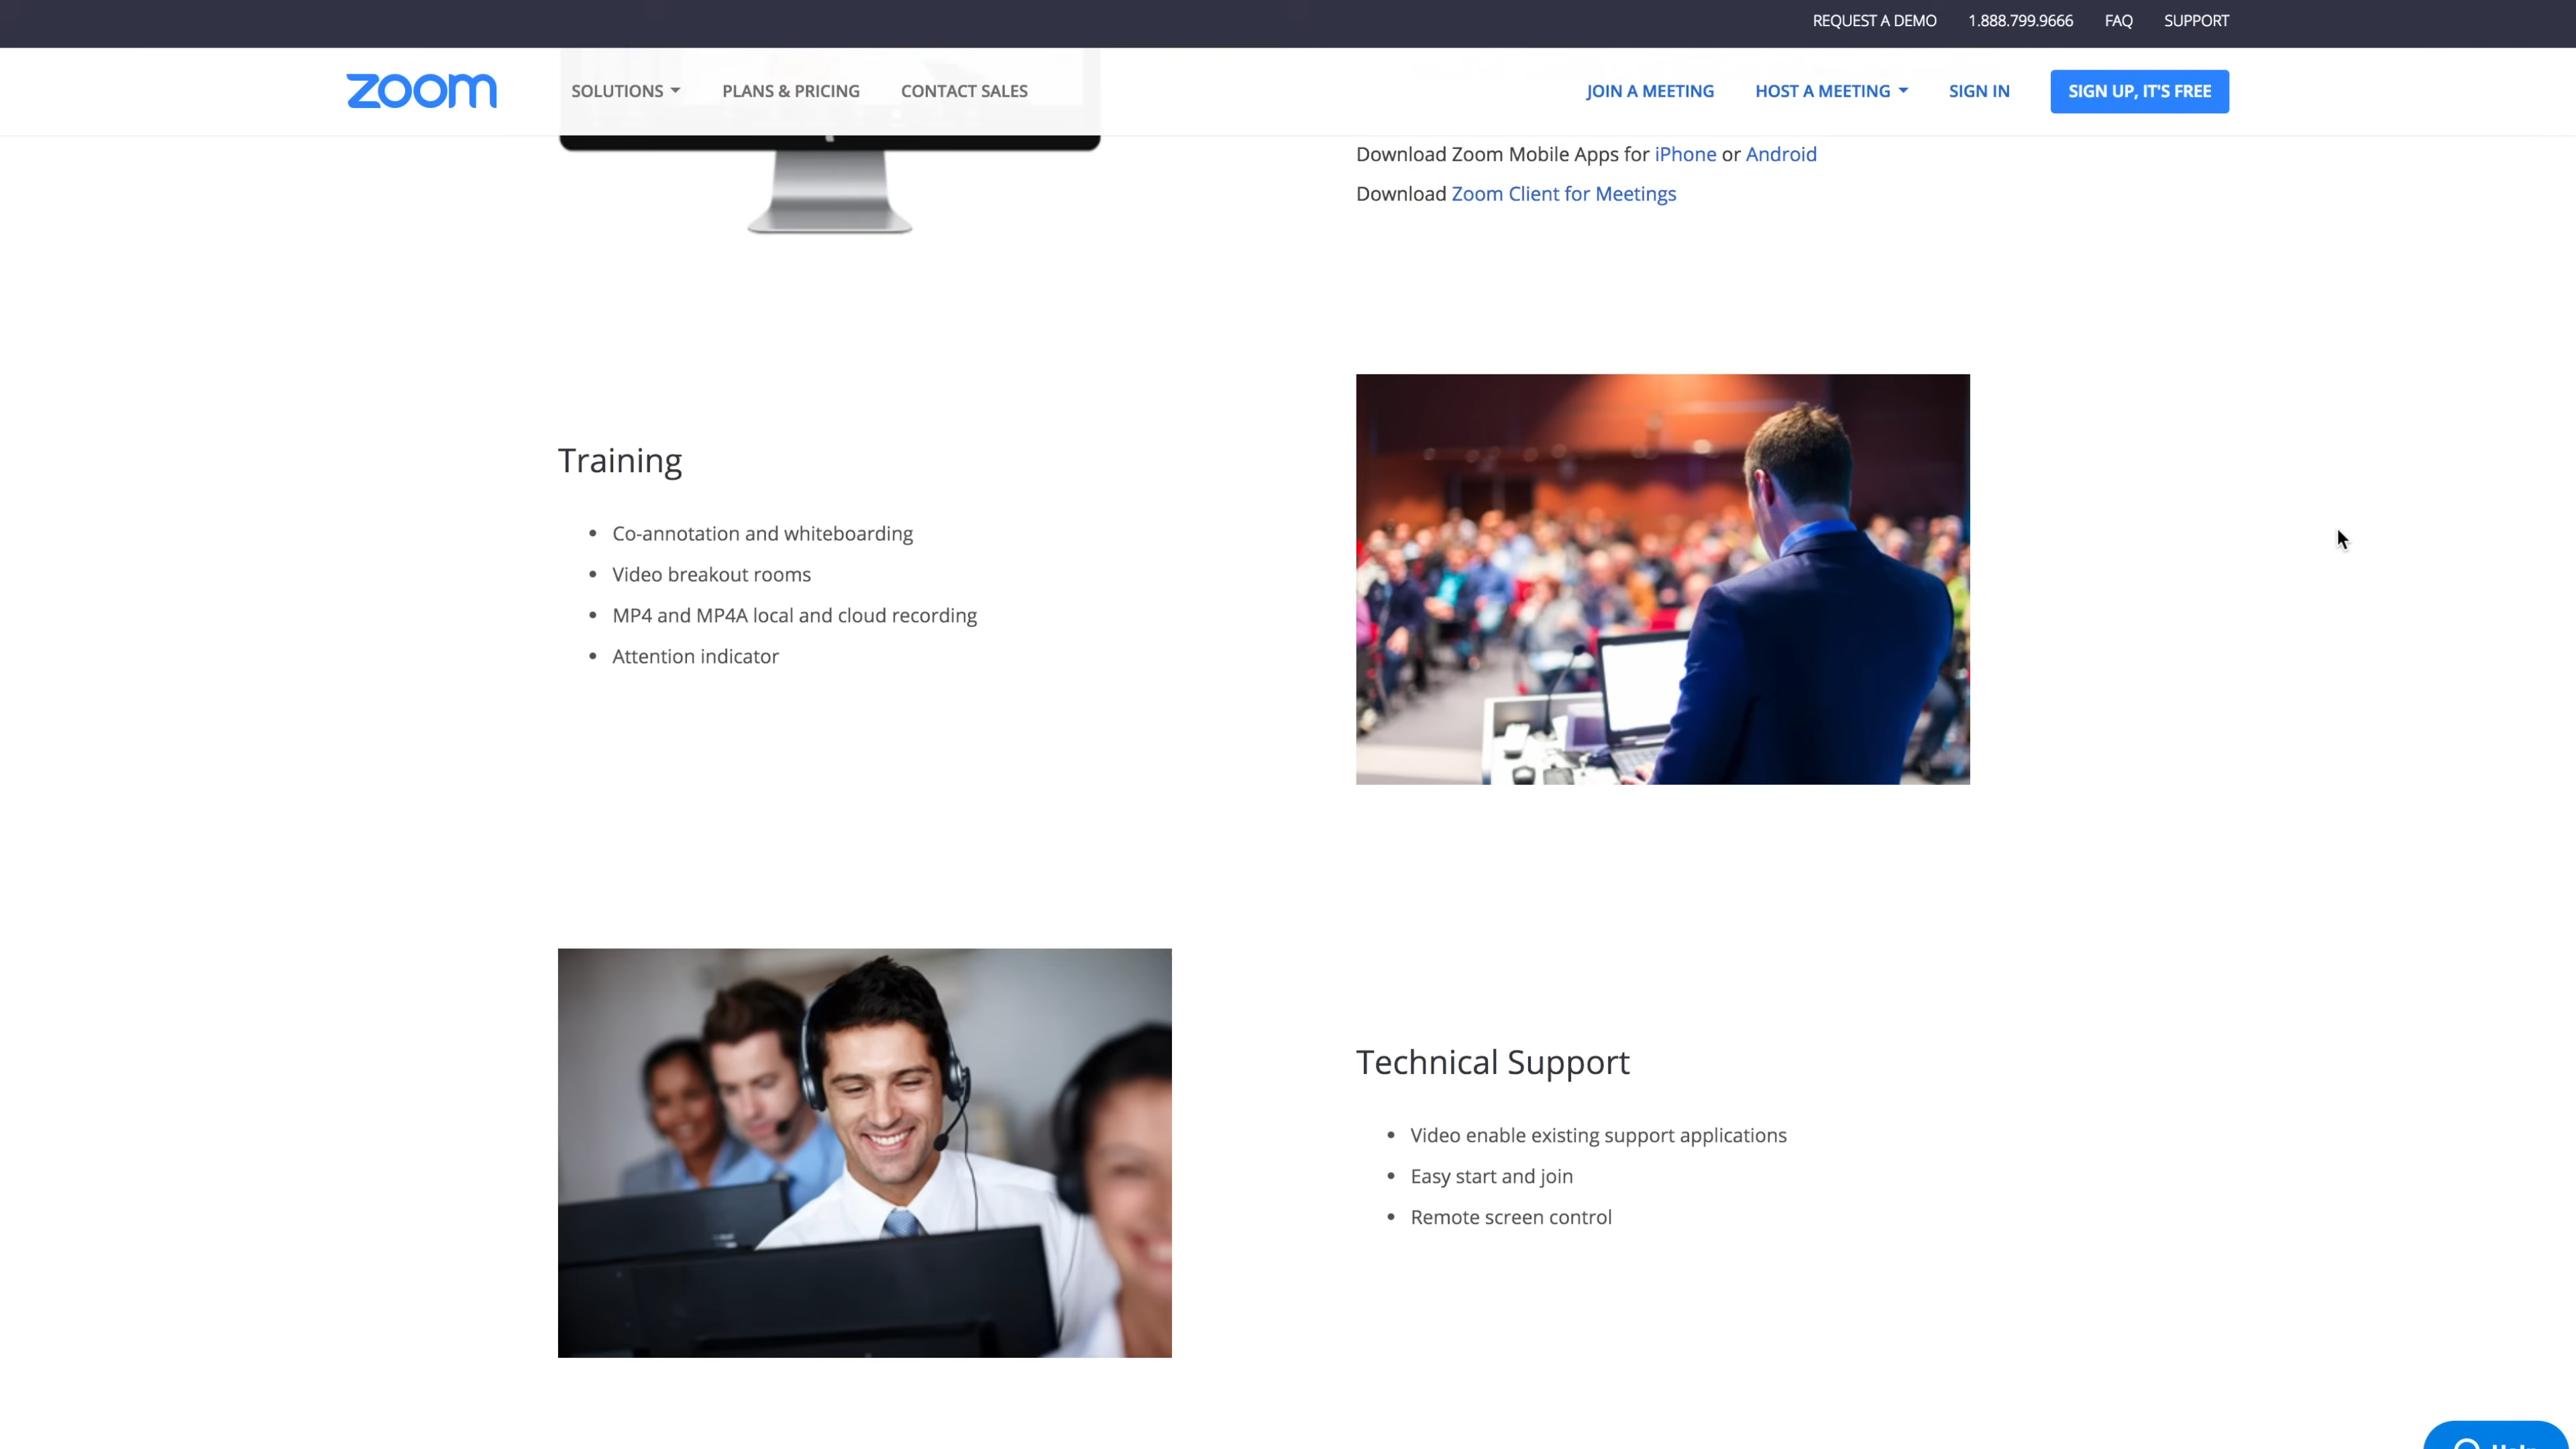 REQUEST A DEMO 1.888.799.9666 FAQ SUPPORT
zoom SOLUTIONS PLANS & PRICING CONTACT SALES JOIN A MEETING HOST A MEETING SIGN IN SIGN UP, IT'S FREE
Download Zoom Mobile Apps for iPhone or Android
Download Zoom Client for Meetings
Training
• Co-annotation and whiteboarding
• Video breakout rooms
• MP4 and MP4A local and cloud recording
• Attention indicator
Technical Support
• Video enable existing support applications
• Easy start and join
• Remote screen control